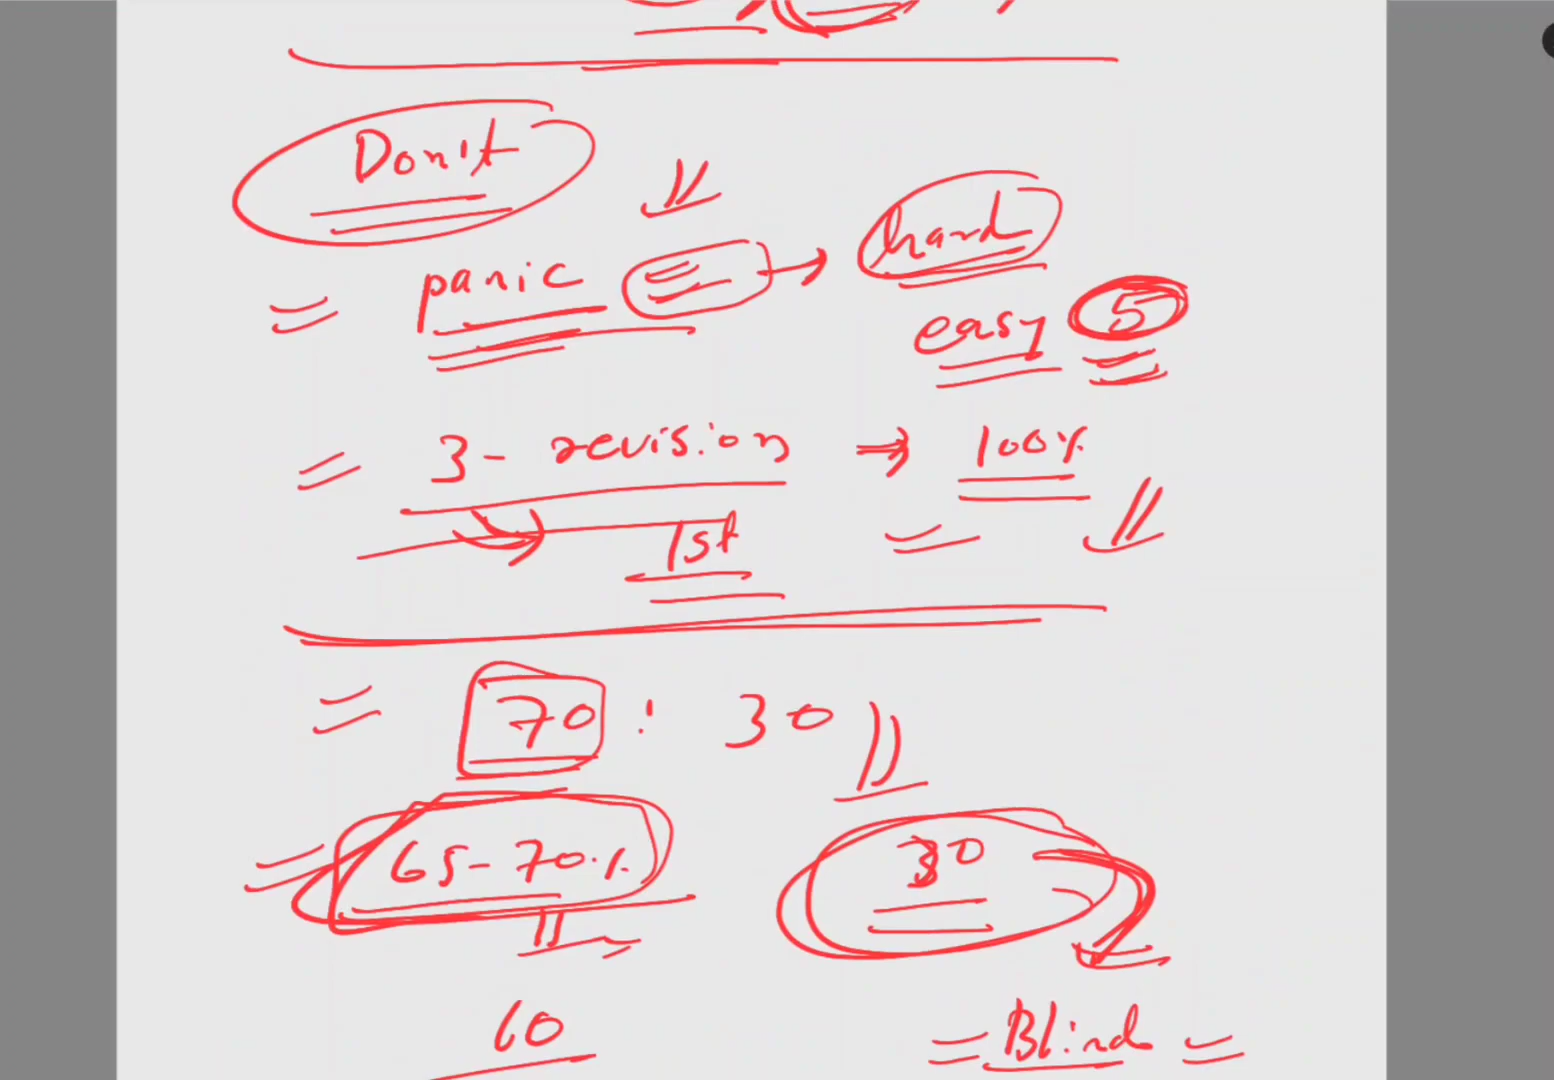 Don't
panic → hard
easy 5
3 - revision → 100%
1st
70 : 30
65 - 70% 30
60 Blind